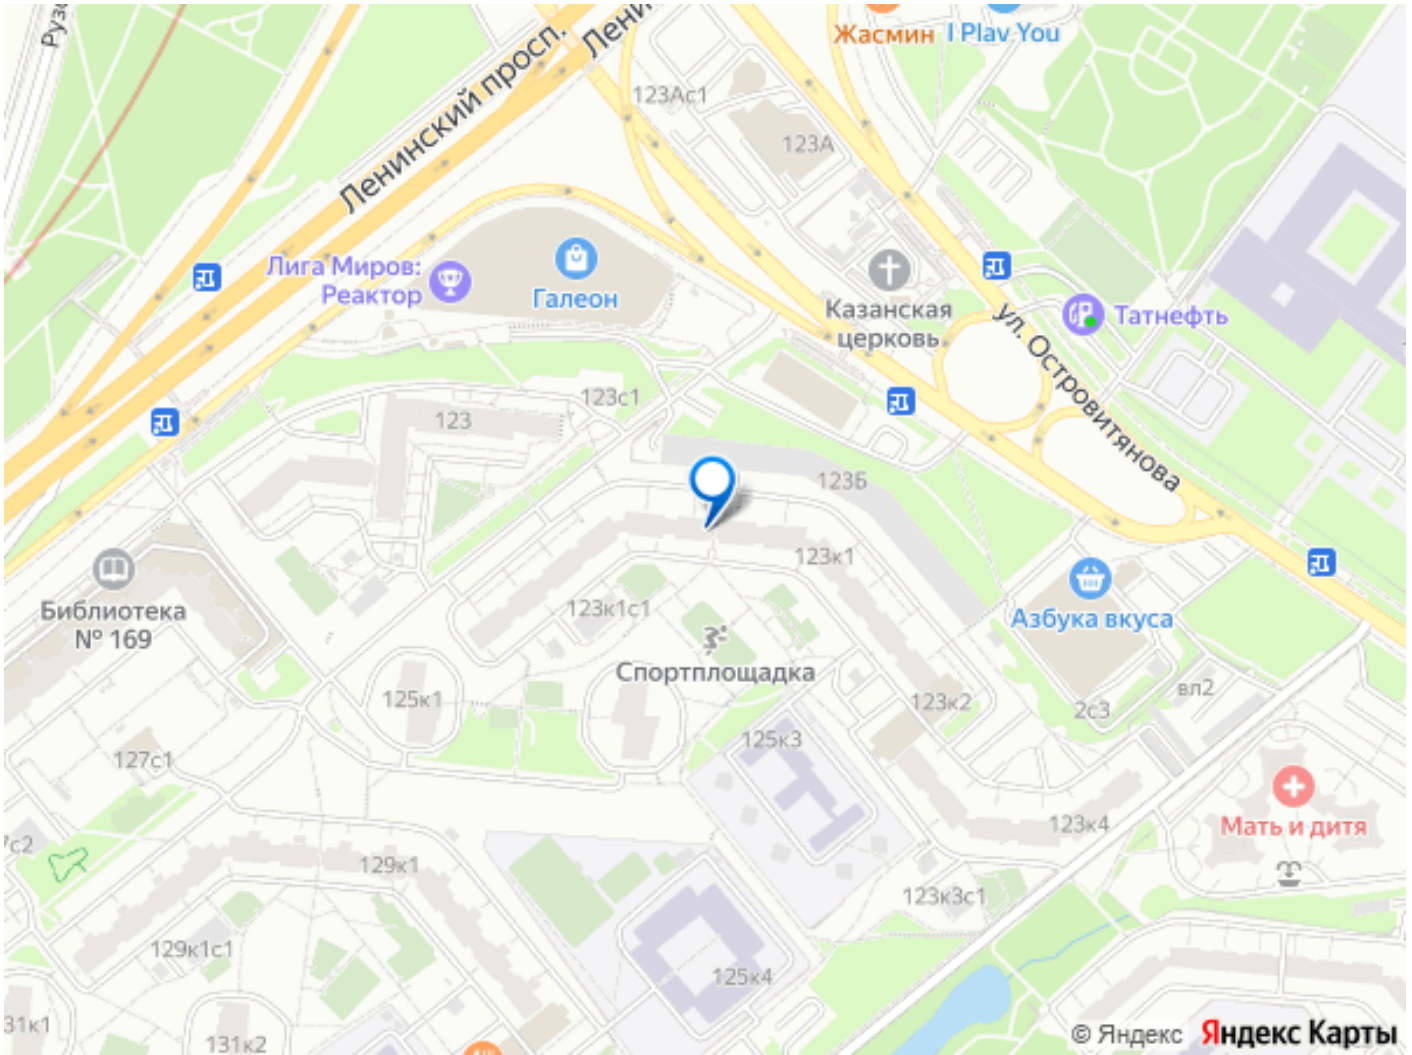 Ленинский просп.
Жасмин
I Play You
123Ас1
123А
Лига Миров:
Реактор
Галеон
Казанская
церковь
Татнефть
ул. Островитянова
123с1
123
123Б
123к1
Библиотека
№ 169
123к1с1
Азбука вкуса
Спортплощадка
125к1
123к2
вл2
2с3
125к3
127с1
Мать и дитя
123к4
129к1
123к3с1
129к1с1
125к4
31к1
131к2
© Яндекс
Яндекс Карты